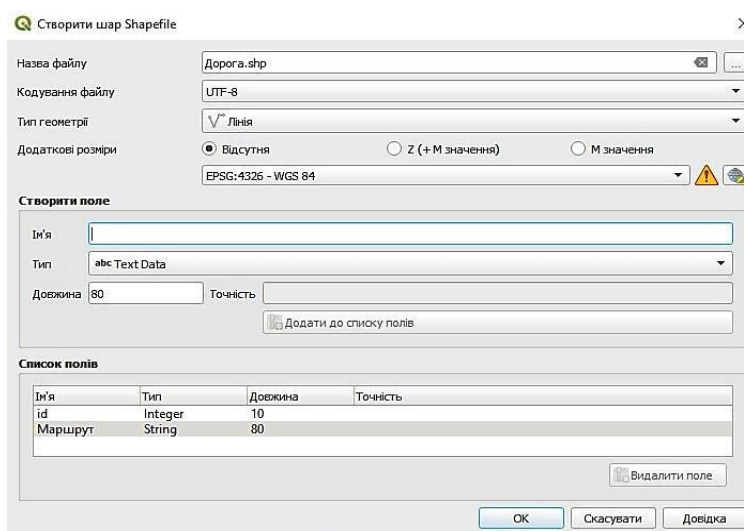 Створити шар Shapefile
Назва файлу Дорога.shp ...
Кодування файлу UTF-8
Тип геометрії Лінія
Додаткові розміри Відсутня Z (+ M значення) M значення
EPSG:4326 - WGS 84
Створити поле
Ім'я
Тип abc Text Data
Довжина 80 Точність
Додати до списку полів
Список полів
Ім'я Тип Довжина Точність
id Integer 10
Маршрут String 80
Видалити поле
OK Скасувати Довідка